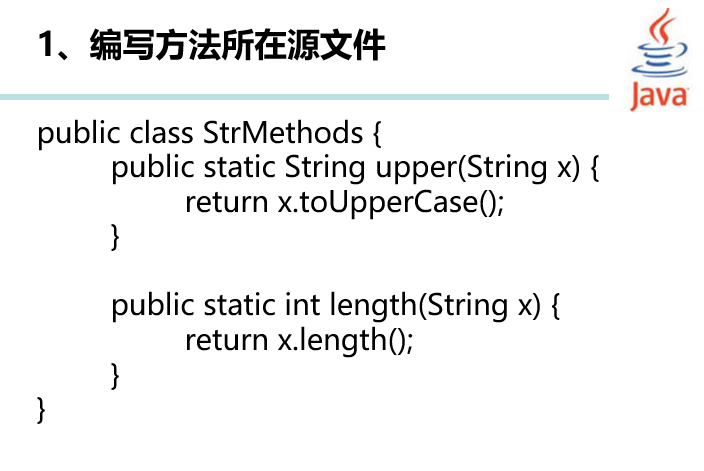 1、编写方法所在源文件
Java
public class StrMethods {
public static String upper(String x) {
return x.toUpperCase();
}
public static int length(String x) {
return x.length();
}
}